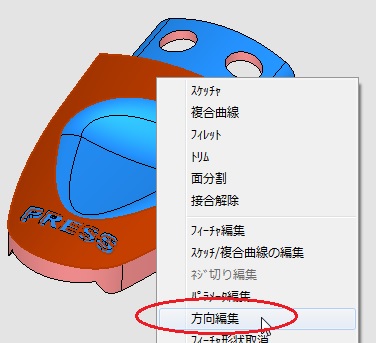 PRESS
ｽｹｯﾁｬ
複合曲線
ﾌｨﾚｯﾄ
ﾄﾘﾑ
面分割
接合解除
ﾌｨｰﾁｬ編集
ｽｹｯﾁ/複合曲線の編集
ﾈｼﾞ切り編集
ﾊﾟﾗﾒｰﾀ編集
方向編集
ﾌｨｰﾁｬ形状取消